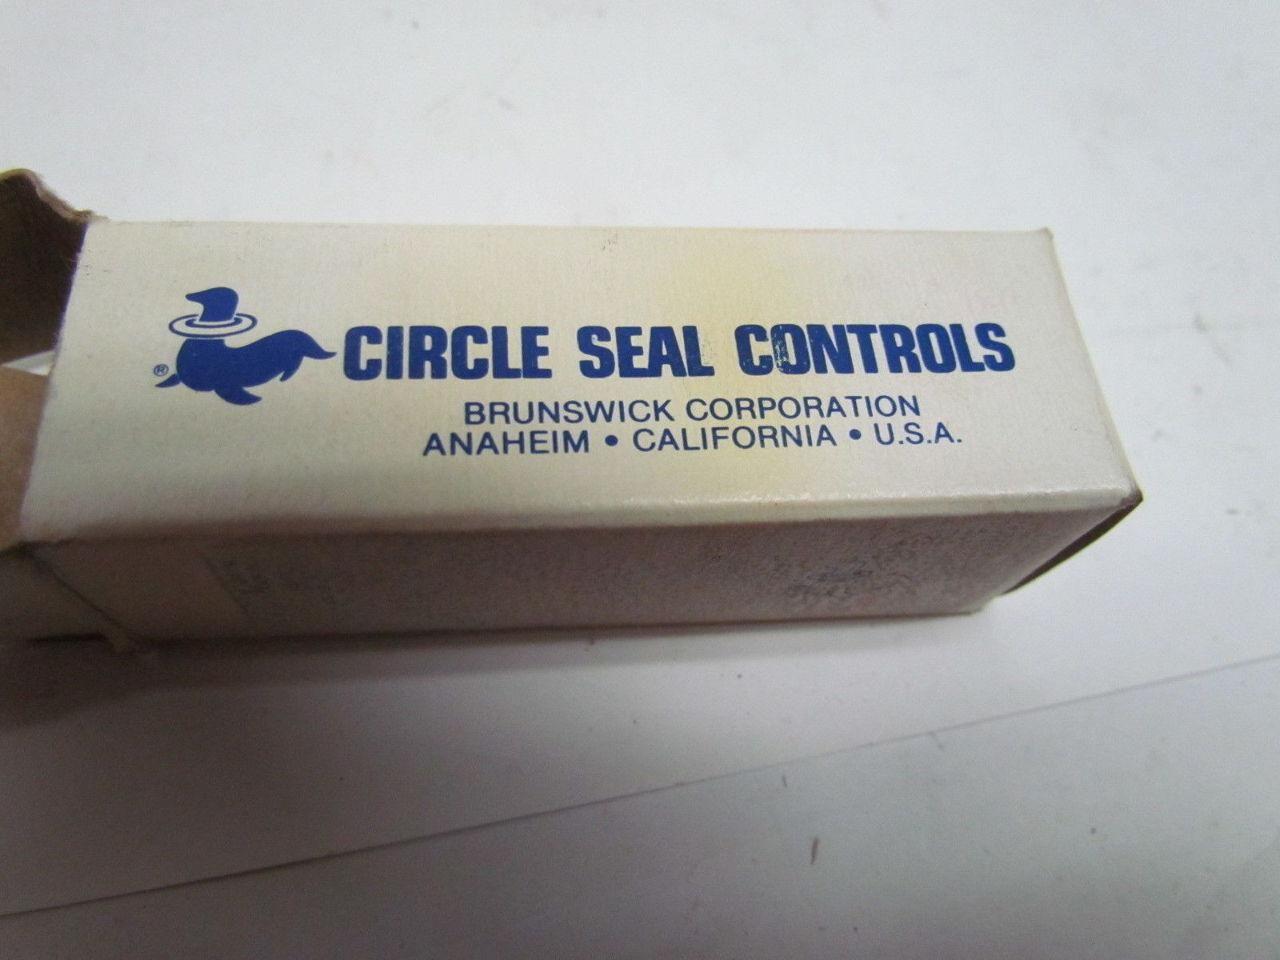 ® CIRCLE SEAL CONTROLS
BRUNSWICK CORPORATION
ANAHEIM • CALIFORNIA • U.S.A.